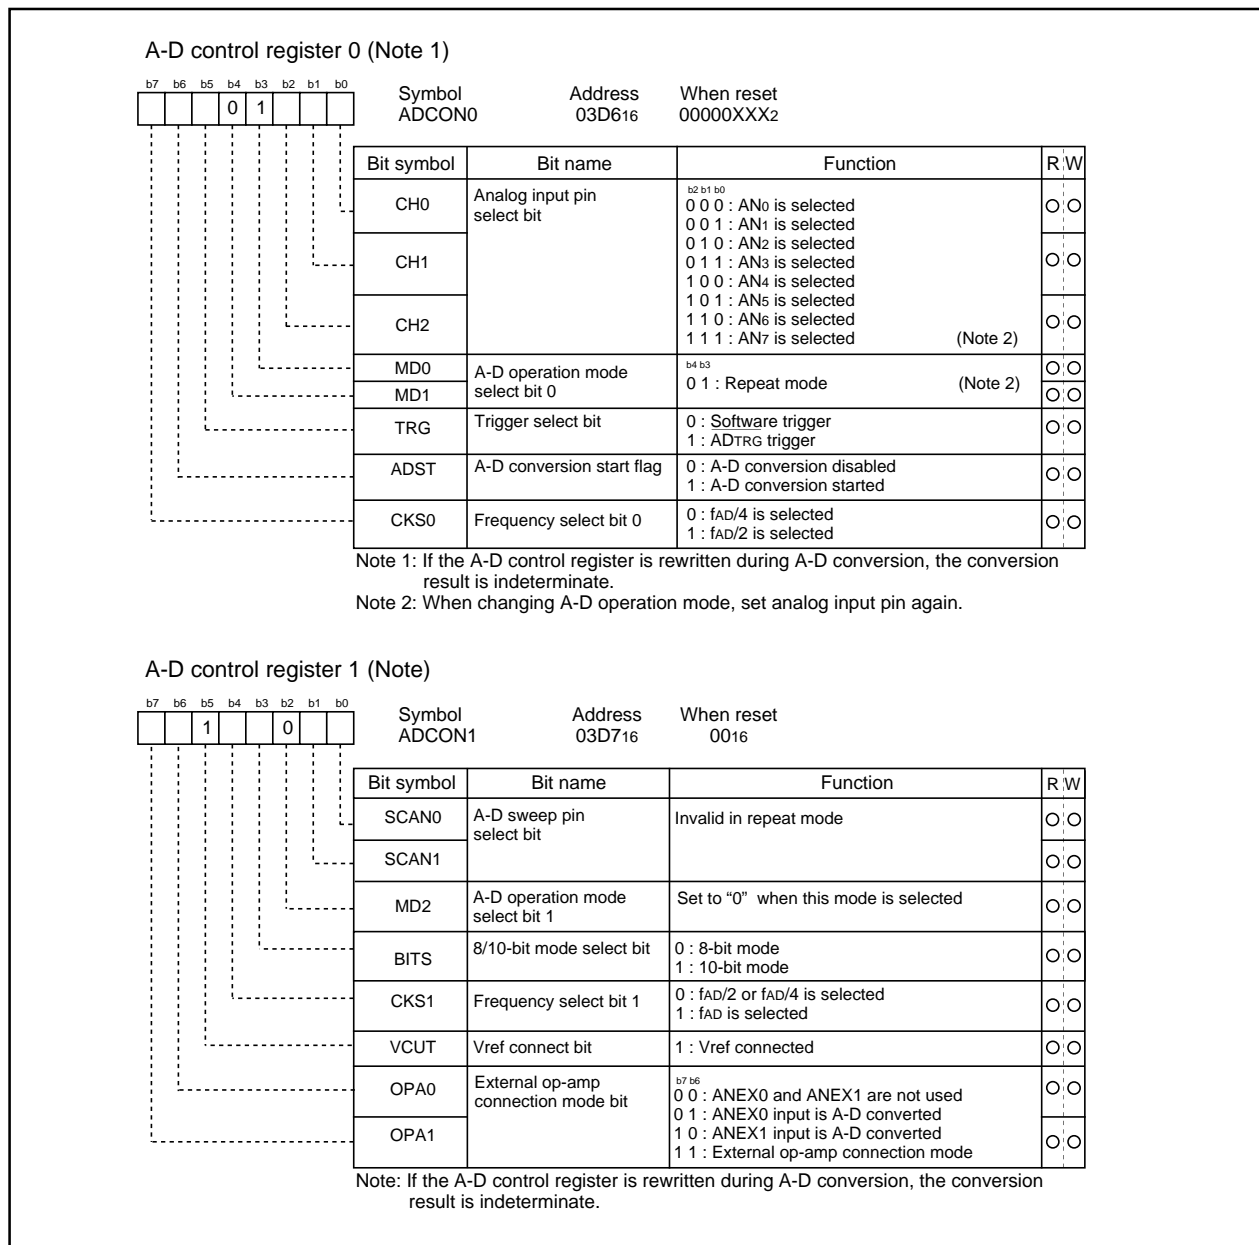 A-D control register 0 (Note 1)
b7 b6 b5 b4 b3 b2 b1 b0
0 1
Symbol Address When reset
ADCON0 03D616 00000XXX2
Bit symbol Bit name Function R W
CH0 Analog input pin
select bit
b2 b1 b0
0 0 0 : AN0 is selected
0 0 1 : AN1 is selected
0 1 0 : AN2 is selected
CH1
0 1 1 : AN3 is selected
1 0 0 : AN4 is selected
1 0 1 : AN5 is selected
CH2
1 1 0 : AN6 is selected
1 1 1 : AN7 is selected (Note 2)
MD0 A-D operation mode
select bit 0
MD1
b4 b3
0 1 : Repeat mode (Note 2)
TRG Trigger select bit 0 : Software trigger
1 : ADTRG trigger
ADST A-D conversion start flag 0 : A-D conversion disabled
1 : A-D conversion started
CKS0 Frequency select bit 0 0 : fAD/4 is selected
1 : fAD/2 is selected
Note 1: If the A-D control register is rewritten during A-D conversion, the conversion
result is indeterminate.
Note 2: When changing A-D operation mode, set analog input pin again.
A-D control register 1 (Note)
b7 b6 b5 b4 b3 b2 b1 b0
1 0
Symbol Address When reset
ADCON1 03D716 0016
Bit symbol Bit name Function R W
SCAN0 A-D sweep pin
select bit
Invalid in repeat mode
SCAN1
MD2 A-D operation mode
select bit 1
Set to “0” when this mode is selected
BITS 8/10-bit mode select bit 0 : 8-bit mode
1 : 10-bit mode
CKS1 Frequency select bit 1 0 : fAD/2 or fAD/4 is selected
1 : fAD is selected
VCUT Vref connect bit 1 : Vref connected
OPA0 External op-amp
connection mode bit
b7 b6
0 0 : ANEX0 and ANEX1 are not used
0 1 : ANEX0 input is A-D converted
OPA1
1 0 : ANEX1 input is A-D converted
1 1 : External op-amp connection mode
Note: If the A-D control register is rewritten during A-D conversion, the conversion
result is indeterminate.